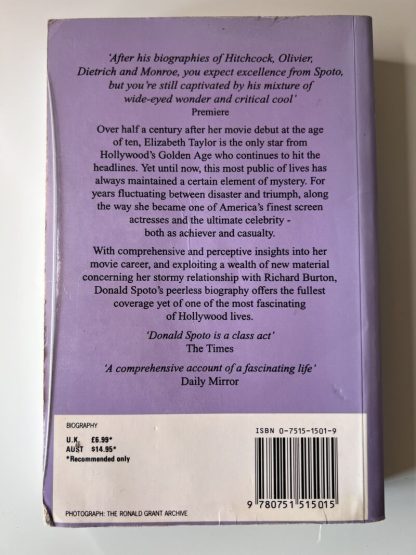 ‘After his biographies of Hitchcock, Olivier,
Dietrich and Monroe, you expect excellence from Spoto,
but you’re still captivated by his mixture of
wide-eyed wonder and critical cool’
Premiere
Over half a century after her movie debut at the age
of ten, Elizabeth Taylor is the only star from
Hollywood’s Golden Age who continues to hit the
headlines. Yet until now, this most public of lives has
always maintained a certain element of mystery. For
years fluctuating between disaster and triumph, along
the way she became one of America’s finest screen
actresses and the ultimate celebrity -
both as achiever and casualty.
With comprehensive and perceptive insights into her
movie career, and exploiting a wealth of new material
concerning her stormy relationship with Richard Burton,
Donald Spoto’s peerless biography offers the fullest
coverage yet of one of the most fascinating
of Hollywood lives.
‘Donald Spoto is a class act’
The Times
‘A comprehensive account of a fascinating life’
Daily Mirror
BIOGRAPHY
U.K. £6.99*
AUST $14.95*
*Recommended only
ISBN 0-7515-1501-9
9 780751 515015
PHOTOGRAPH: THE RONALD GRANT ARCHIVE